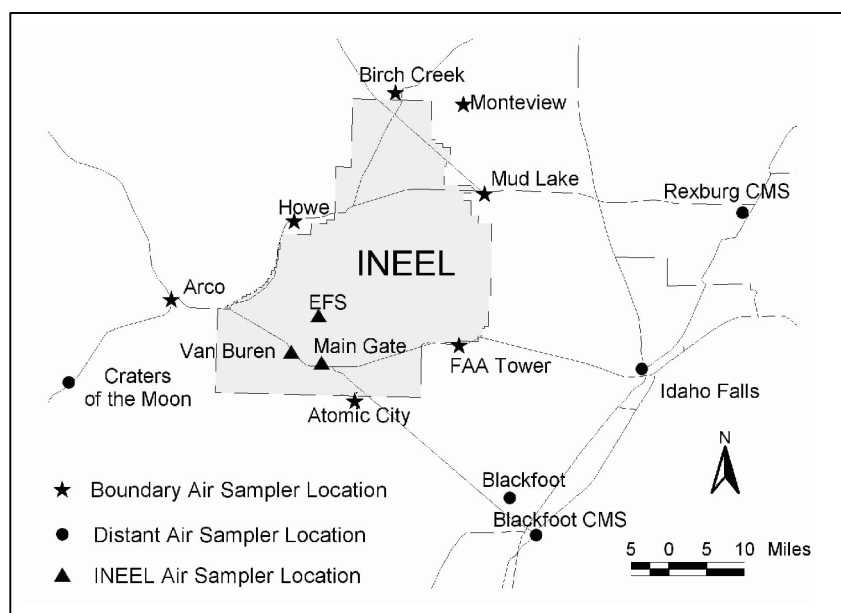 Birch Creek
Monteview
Mud Lake
Rexburg CMS
Howe
INEEL
Arco
EFS
Van Buren
Main Gate
FAA Tower
Craters
of the Moon
Idaho Falls
Atomic City
N
Blackfoot
Blackfoot CMS
Boundary Air Sampler Location
Distant Air Sampler Location
INEEL Air Sampler Location
5 0 5 10 Miles